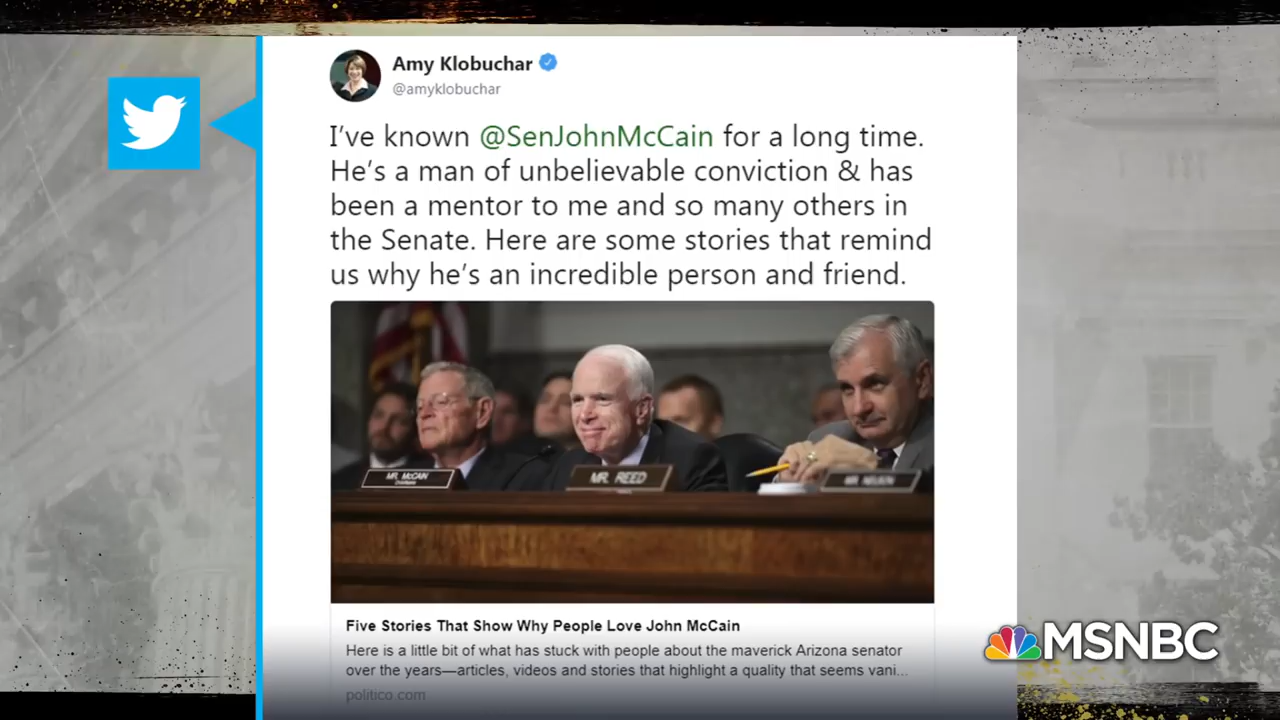 Amy Klobuchar
@amyklobuchar
I've known @SenJohnMcCain for a long time.
He's a man of unbelievable conviction & has
been a mentor to me and so many others in
the Senate. Here are some stories that remind
us why he's an incredible person and friend.
MR. McCAIN
CHAIRMAN
MR. REED
MR. NELSON
Five Stories That Show Why People Love John McCain
Here is a little bit of what has stuck with people about the maverick Arizona senator
over the years—articles, videos and stories that highlight a quality that seems vani...
politico.com
MSNBC